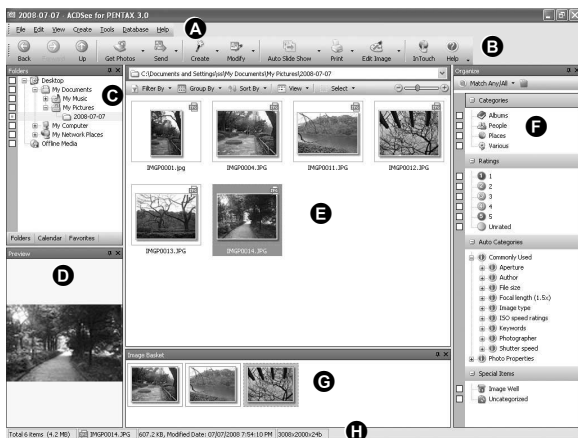 2008-07-07 - ACDSee for PENTAX 3.0
File Edit View Create Tools Database Help
A
Back
Up
Get Photos
Send
Create
Modify
Auto Slide Show
Print
Edit Image
InTouch
Help
B
Folders
Desktop
My Documents
My Music
My Pictures
2008-07-07
My Computer
My Network Places
Offline Media
C
Folders Calendar Favorites
Preview
D
C:\Documents and Settings\ps\My Documents\My Pictures\2008-07-07
Filter By Group By Sort By View Select
IMGP0001.jpg
IMGP0004.JPG
IMGP0011.JPG
IMGP0012.JPG
IMGP0013.JPG
IMGP0014.JPG
E
Image Basket
G
Organize
Match Any/All
Categories
Albums
People
Places
Various
F
Ratings
1
2
3
4
5
Unrated
Auto Categories
Commonly Used
Aperture
Author
File size
Focal length (1.5x)
Image type
ISO speed ratings
Keywords
Photographer
Shutter speed
Photo Properties
Special Items
Image Well
Uncategorized
Total 6 items (4.2 MB) IMGP0014.JPG 607.2 KB, Modified Date: 07/07/2008 7:54:10 PM 3008x2000x24b
H